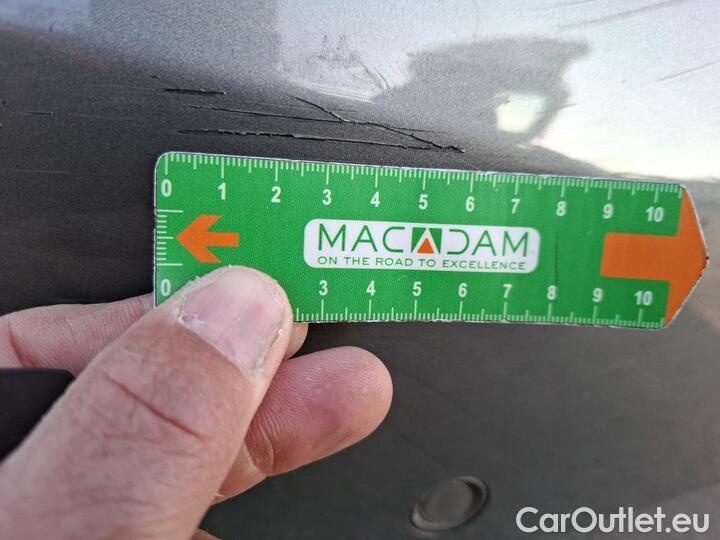 0 1 2 3 4 5 6 7 8 9 10
MACADAM
ON THE ROAD TO EXCELLENCE
0 3 4 5 6 7 8 9 10
CarOutlet.eu